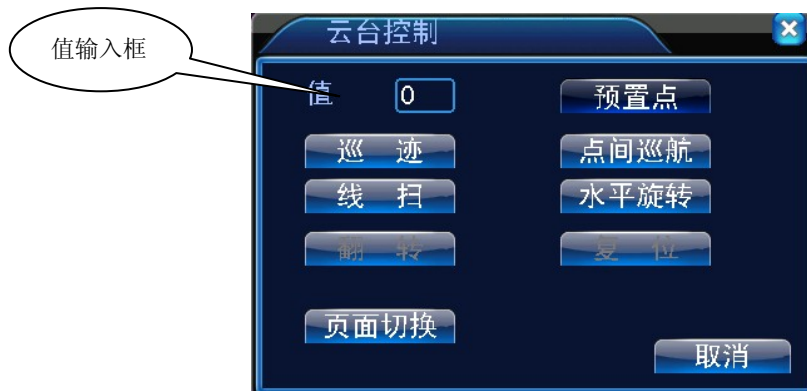 云台控制
值输入框
值 0 预置点
巡 迹 点间巡航
线 扫 水平旋转
翻 转 复 位
页面切换
取消